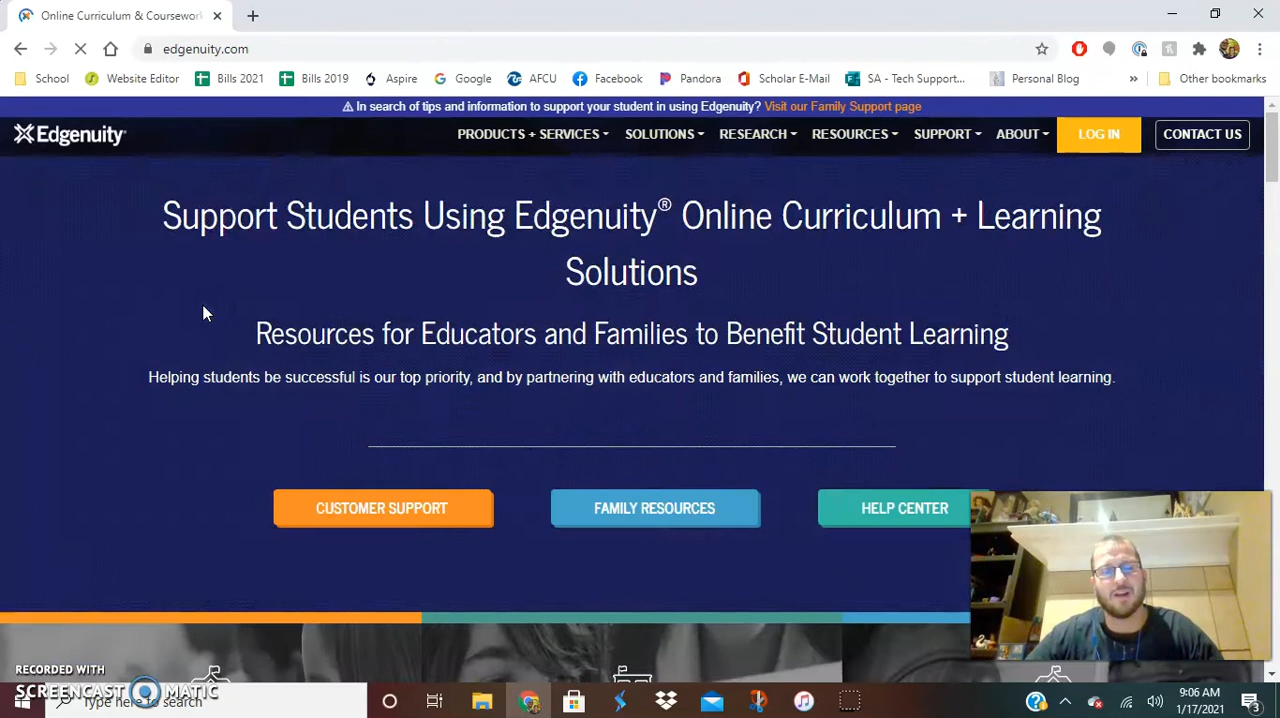 Online Curriculum & Coursework
edgenuity.com
School
Website Editor
Bills 2021
Bills 2019
Aspire
Google
AFCU
Facebook
Pandora
Scholar E-Mail
SA - Tech Support...
Personal Blog
»
Other bookmarks
In search of tips and information to support your student in using Edgenuity? Visit our Family Support page
Edgenuity
PRODUCTS + SERVICES
SOLUTIONS
RESEARCH
RESOURCES
SUPPORT
ABOUT
LOG IN
CONTACT US
Support Students Using Edgenuity® Online Curriculum + Learning
Solutions
Resources for Educators and Families to Benefit Student Learning
Helping students be successful is our top priority, and by partnering with educators and families, we can work together to support student learning.
CUSTOMER SUPPORT
FAMILY RESOURCES
HELP CENTER
RECORDED WITH
SCREENCAST MATIC
Type here to search
9:06 AM
1/17/2021
3